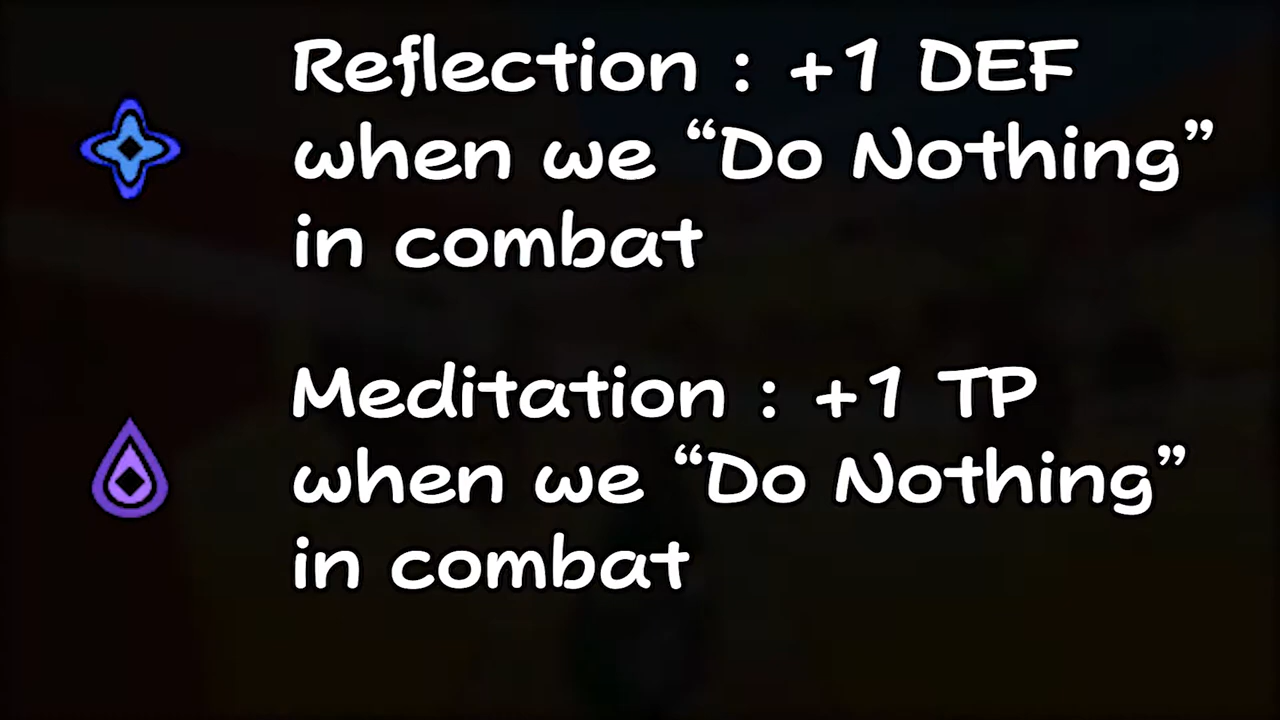 Reflection : +1 DEF
when we “Do Nothing”
in combat
Meditation : +1 TP
when we “Do Nothing”
in combat